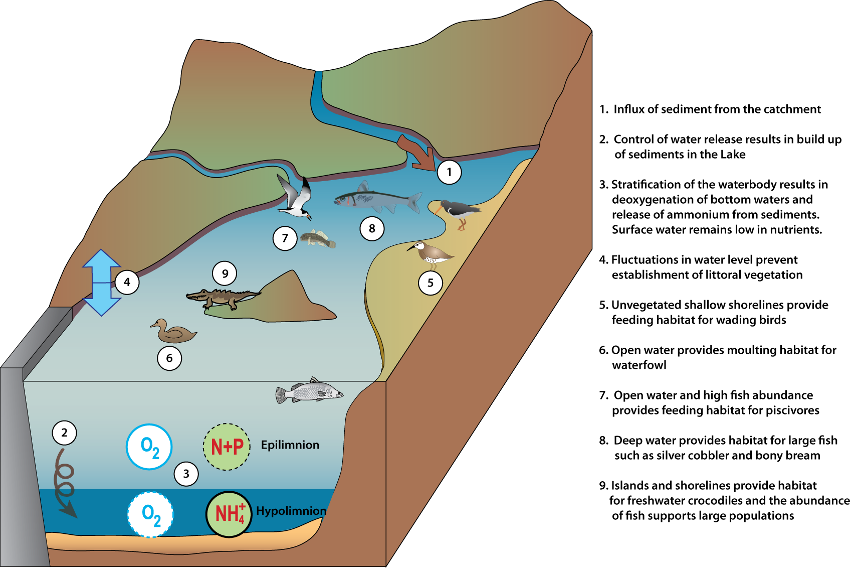 1
8
7
9
5
4
6
2
O2
N+P
Epilimnion
3
O2
NH4+
Hypolimnion
1. Influx of sediment from the catchment
2. Control of water release results in build up
of sediments in the Lake
3. Stratification of the waterbody results in
deoxygenation of bottom waters and
release of ammonium from sediments.
Surface water remains low in nutrients.
4. Fluctuations in water level prevent
establishment of littoral vegetation
5. Unvegetated shallow shorelines provide
feeding habitat for wading birds
6. Open water provides moulting habitat for
waterfowl
7. Open water and high fish abundance
provides feeding habitat for piscivores
8. Deep water provides habitat for large fish
such as silver cobbler and bony bream
9. Islands and shorelines provide habitat
for freshwater crocodiles and the abundance
of fish supports large populations